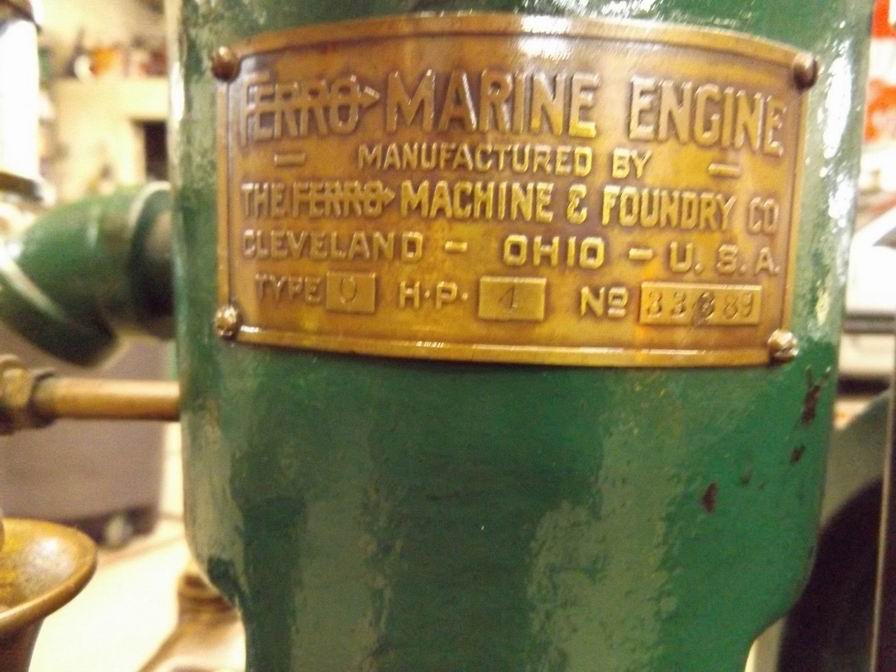 FERRO MARINE ENGINE
MANUFACTURED BY
THE FERRO MACHINE & FOUNDRY CO
CLEVELAND - OHIO - U.S.A.
TYPE H.P. 4 No